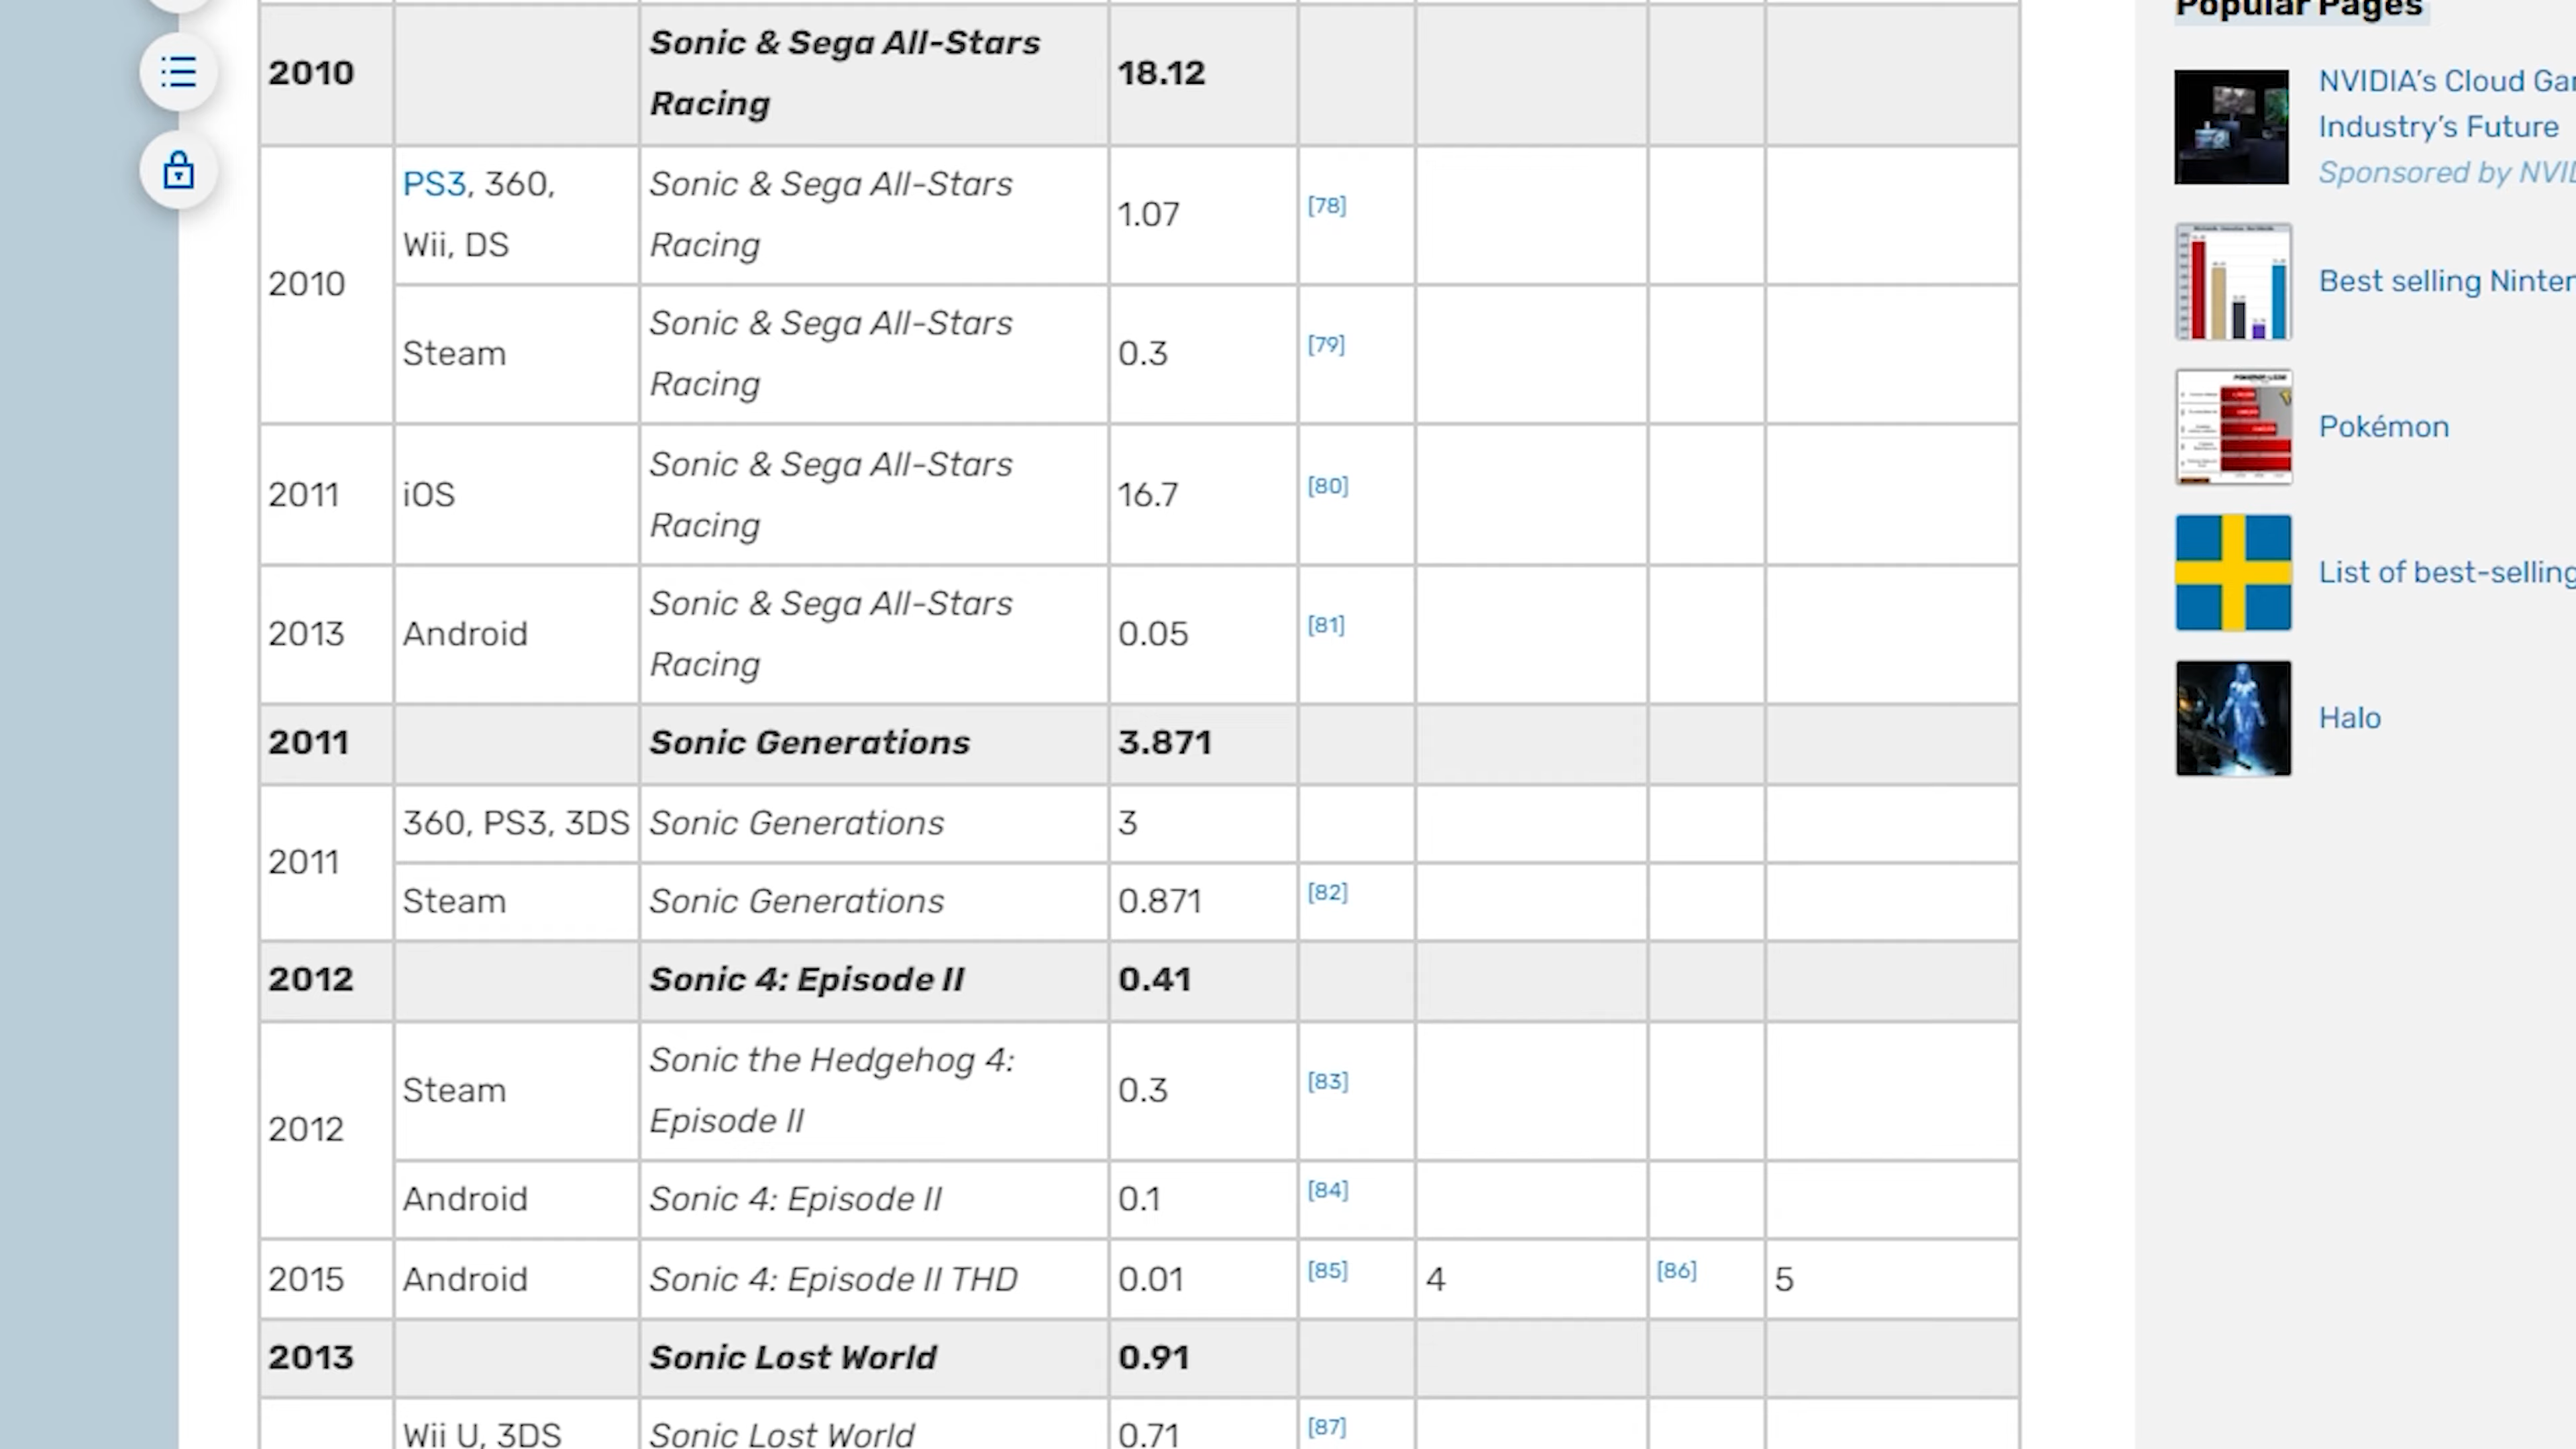 2010 Sonic & Sega All-Stars Racing 18.12
2010 PS3, 360, Wii, DS Sonic & Sega All-Stars Racing 1.07 [78]
Steam Sonic & Sega All-Stars Racing 0.3 [79]
2011 iOS Sonic & Sega All-Stars Racing 16.7 [80]
2013 Android Sonic & Sega All-Stars Racing 0.05 [81]
2011 Sonic Generations 3.871
2011 360, PS3, 3DS Sonic Generations 3
Steam Sonic Generations 0.871 [82]
2012 Sonic 4: Episode II 0.41
2012 Steam Sonic the Hedgehog 4: Episode II 0.3 [83]
Android Sonic 4: Episode II 0.1 [84]
2015 Android Sonic 4: Episode II THD 0.01 [85] 4 [86] 5
2013 Sonic Lost World 0.91
Wii U, 3DS Sonic Lost World 0.71 [87]
Popular Pages
NVIDIA's Cloud Ga
Industry's Future
Sponsored by NVI
Best selling Ninte
Pokémon
List of best-selling
Halo